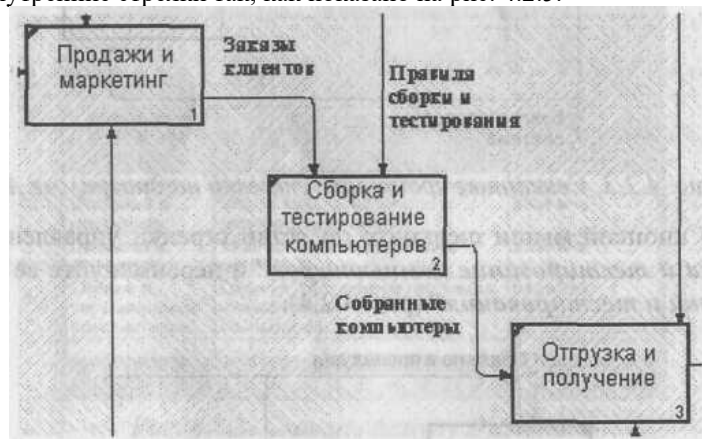 Продажи и
маркетинг
1
Заказы
клиентов
Правила
сборки и
тестирования
Сборка и
тестирование
компьютеров
2
Собранные
компьютеры
Отгрузка и
получение
3